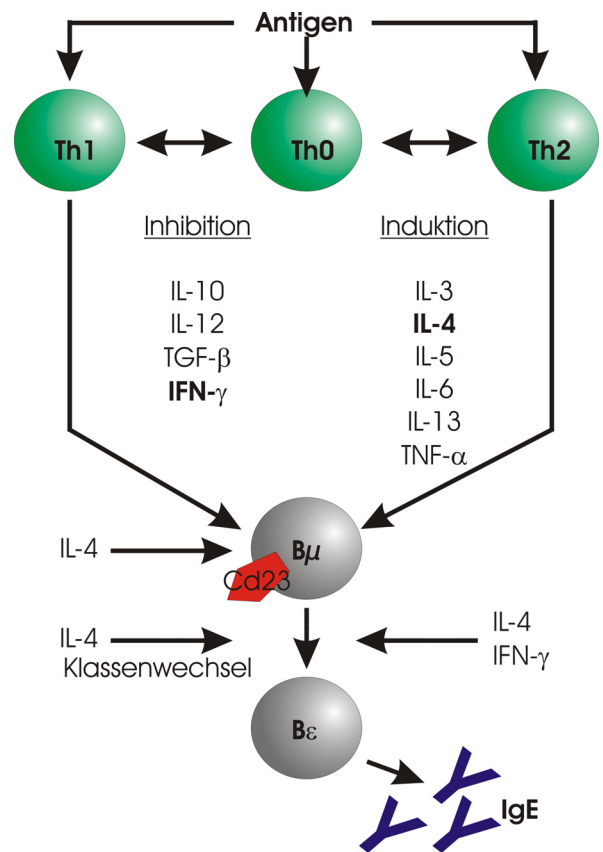 Antigen
Th1
Th0
Th2
Inhibition
IL-10
IL-12
TGF-β
IFN-γ
Induktion
IL-3
IL-4
IL-5
IL-6
IL-13
TNF-α
IL-4
Bμ
Cd23
IL-4
Klassenwechsel
IL-4
IFN-γ
Bε
IgE